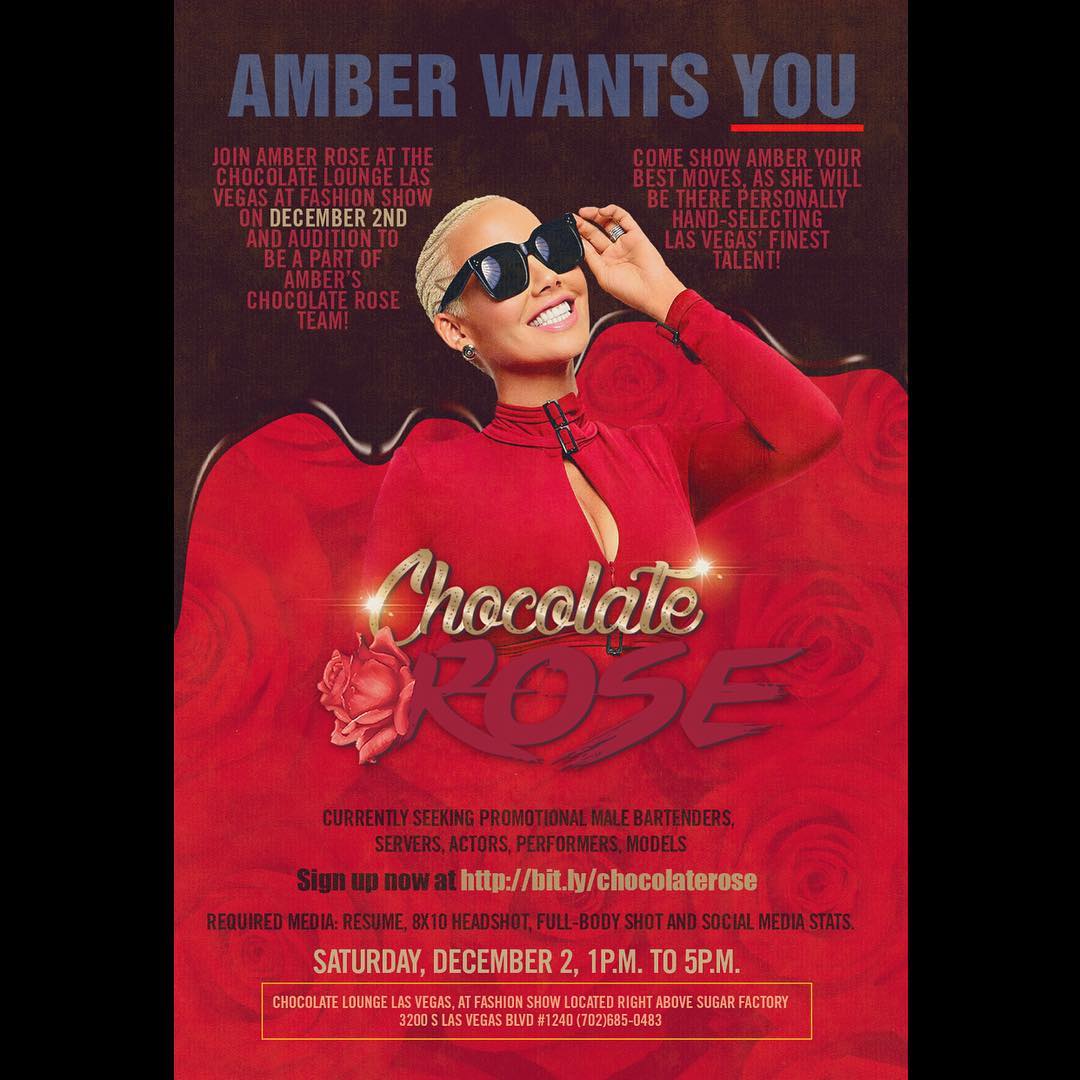 AMBER WANTS YOU
JOIN AMBER ROSE AT THE
CHOCOLATE LOUNGE LAS
VEGAS AT FASHION SHOW
ON DECEMBER 2ND
AND AUDITION TO
BE A PART OF
AMBER'S
CHOCOLATE ROSE
TEAM!
COME SHOW AMBER YOUR
BEST MOVES, AS SHE WILL
BE THERE PERSONALLY
HAND-SELECTING
LAS VEGAS' FINEST
TALENT!
Chocolate
ROSE
CURRENTLY SEEKING PROMOTIONAL MALE BARTENDERS,
SERVERS, ACTORS, PERFORMERS, MODELS
Sign up now at http://bit.ly/chocolaterose
REQUIRED MEDIA: RESUME, 8X10 HEADSHOT, FULL-BODY SHOT AND SOCIAL MEDIA STATS.
SATURDAY, DECEMBER 2, 1P.M. TO 5P.M.
CHOCOLATE LOUNGE LAS VEGAS, AT FASHION SHOW LOCATED RIGHT ABOVE SUGAR FACTORY
3200 S LAS VEGAS BLVD #1240 (702)685-0483